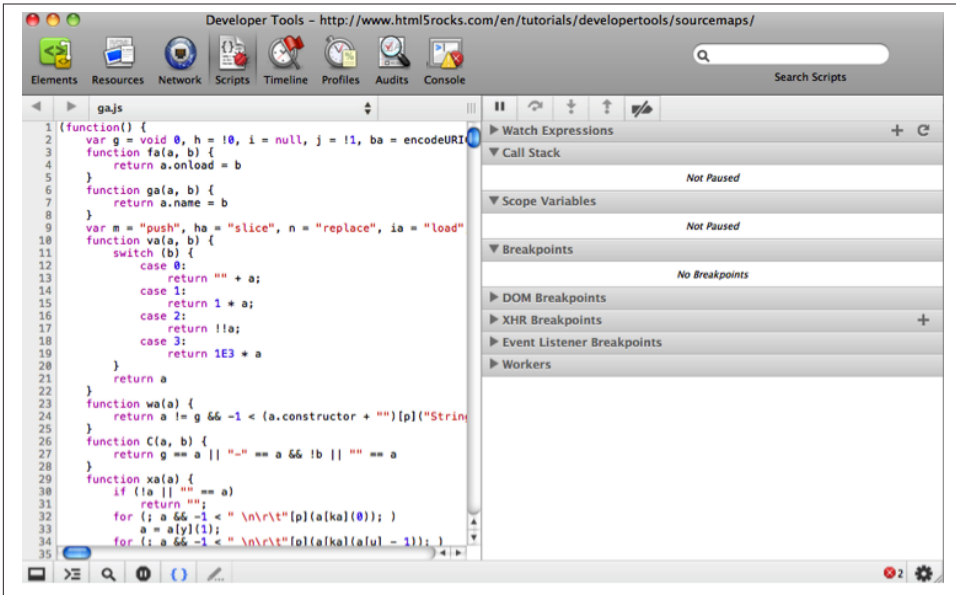 Developer Tools - http://www.html5rocks.com/en/tutorials/developertools/sourcemaps/
Elements Resources Network Scripts Timeline Profiles Audits Console
Search Scripts
ga.js
1 (function() {
2 var g = void 0, h = !0, i = null, j = !1, ba = encodeURI
3 function fa(a, b) {
4 return a.onload = b
5 }
6 function ga(a, b) {
7 return a.name = b
8 }
9 var m = "push", ha = "slice", n = "replace", ia = "load"
10 function va(a, b) {
11 switch (b) {
12 case 0:
13 return "" + a;
14 case 1:
15 return 1 * a;
16 case 2:
17 return !!a;
18 case 3:
19 return 1E3 * a
20 }
21 return a
22 }
23 function wa(a) {
24 return a != g && -1 < (a.constructor + "")[p]("Strin
25 }
26 function C(a, b) {
27 return g == a || "-" == a && !b || "" == a
28 }
29 function xa(a) {
30 if (!a || "" == a)
31 return "";
32 for (; a && -1 < " \n\r\t"[p](a[ka](0)); )
33 a = a[y](1);
34 for (; a && -1 < " \n\r\t"[p](a[ka](a[u] - 1)); )
35
Watch Expressions
Call Stack
Not Paused
Scope Variables
Not Paused
Breakpoints
No Breakpoints
DOM Breakpoints
XHR Breakpoints
Event Listener Breakpoints
Workers
2